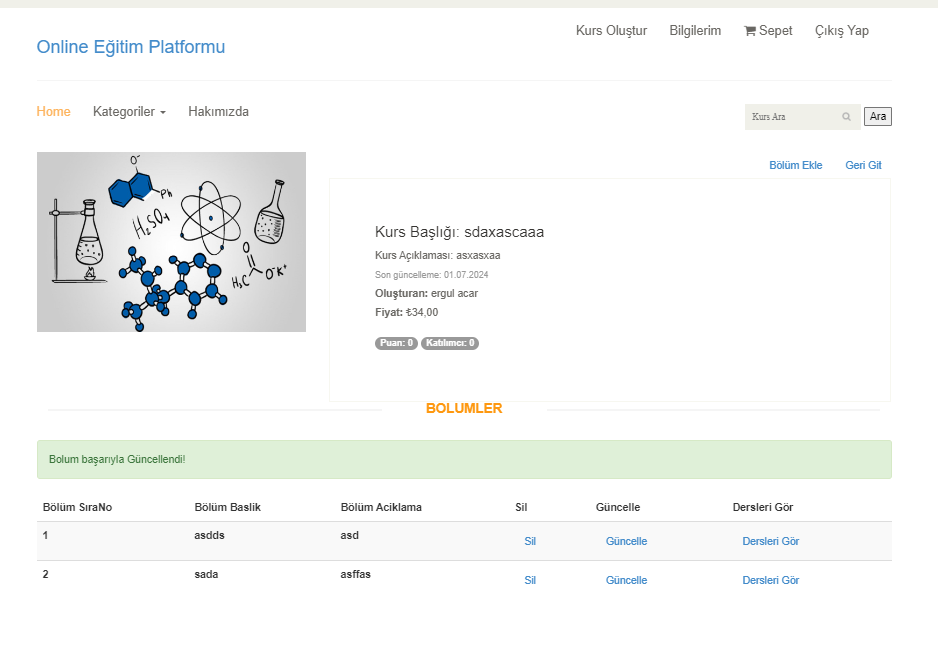 Kurs Oluştur Bilgilerim Sepet Çıkış Yap
Online Eğitim Platformu
Home Kategoriler Hakımızda
Kurs Ara Ara
Bölüm Ekle Geri Git
O⁻
Ph
H₂SO₄
H₃C
O
O⁻K⁺
Kurs Başlığı: sdaxascaaa
Kurs Açıklaması: asxasxaa
Son güncelleme: 01.07.2024
Oluşturan: ergul acar
Fiyat: ₺34,00
Puan: 0 Katılımcı: 0
BOLUMLER
Bolum başarıyla Güncellendi!
Bölüm SıraNo Bölüm Baslik Bölüm Aciklama Sil Güncelle Dersleri Gör
1 asdds asd Sil Güncelle Dersleri Gör
2 sada asffas Sil Güncelle Dersleri Gör